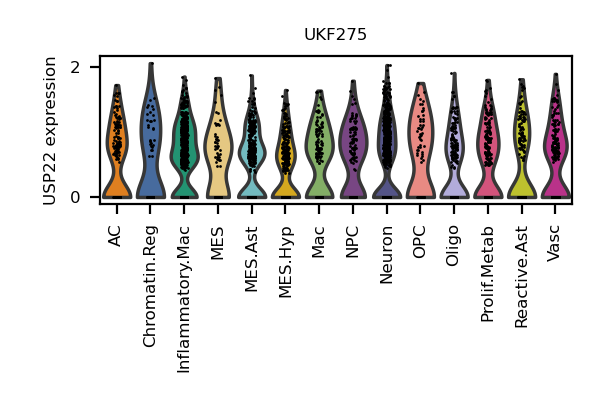 UKF275
USP22 expression
2
0
AC
Chromatin.Reg
Inflammatory.Mac
MES
MES.Ast
MES.Hyp
Mac
NPC
Neuron
OPC
Oligo
Prolif.Metab
Reactive.Ast
Vasc